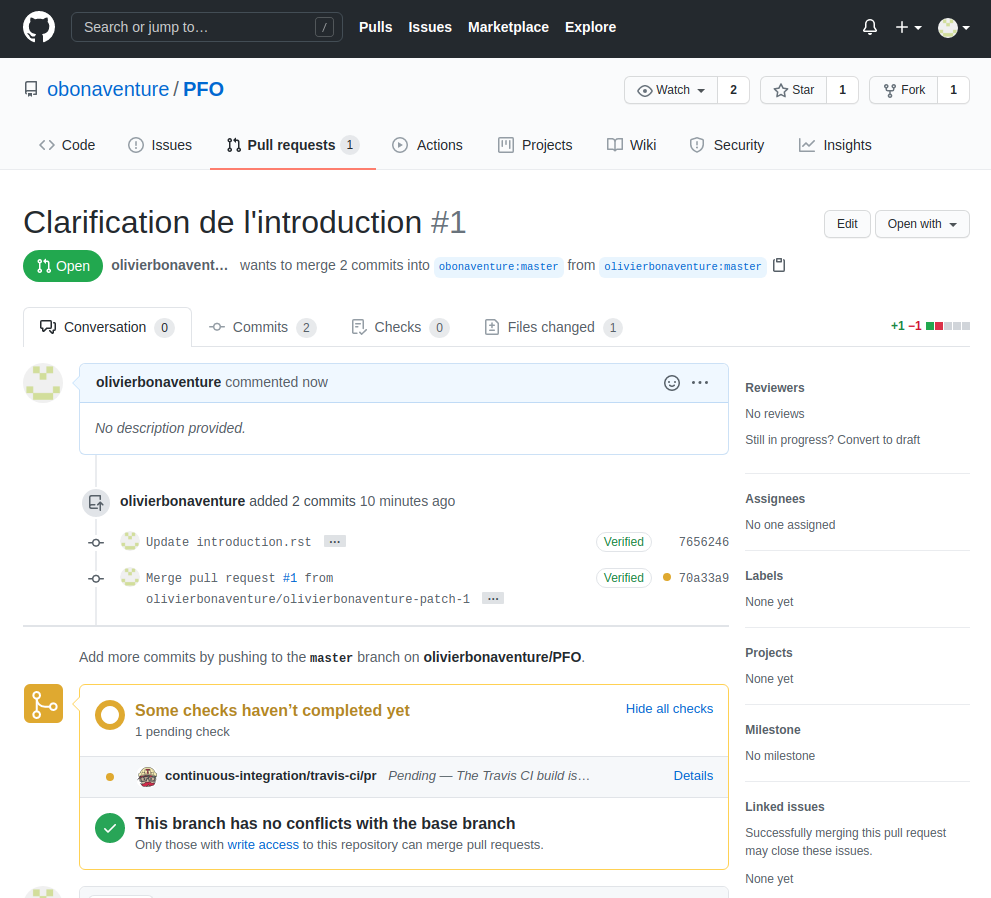 Search or jump to… /
Pulls Issues Marketplace Explore
obonaventure / PFO
Watch 2 Star 1 Fork 1
Code Issues Pull requests 1 Actions Projects Wiki Security Insights
Clarification de l'introduction #1
Edit Open with
Open olivierbonavent… wants to merge 2 commits into obonaventure:master from olivierbonaventure:master
Conversation 0 Commits 2 Checks 0 Files changed 1 +1 −1
olivierbonaventure commented now
No description provided.
olivierbonaventure added 2 commits 10 minutes ago
Update introduction.rst … Verified 7656246
Merge pull request #1 from Verified 70a33a9
olivierbonaventure/olivierbonaventure-patch-1 …
Add more commits by pushing to the master branch on olivierbonaventure/PFO.
Some checks haven’t completed yet Hide all checks
1 pending check
continuous-integration/travis-ci/pr Pending — The Travis CI build is… Details
This branch has no conflicts with the base branch
Only those with write access to this repository can merge pull requests.
Reviewers
No reviews
Still in progress? Convert to draft
Assignees
No one assigned
Labels
None yet
Projects
None yet
Milestone
No milestone
Linked issues
Successfully merging this pull request
may close these issues.
None yet